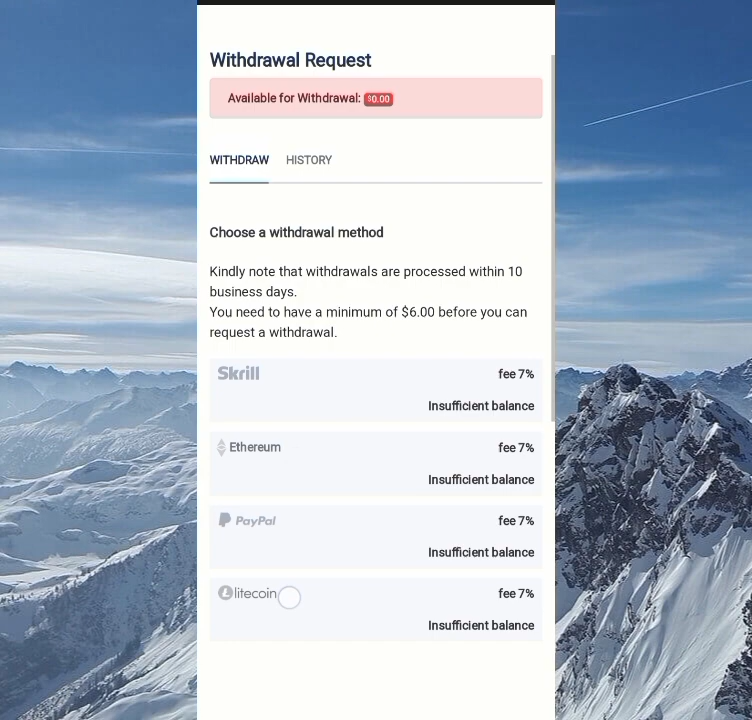 Withdrawal Request
Available for Withdrawal: $0.00
WITHDRAW HISTORY
Choose a withdrawal method
Kindly note that withdrawals are processed within 10
business days.
You need to have a minimum of $6.00 before you can
request a withdrawal.
Skrill fee 7%
Insufficient balance
Ethereum fee 7%
Insufficient balance
PayPal fee 7%
Insufficient balance
litecoin fee 7%
Insufficient balance